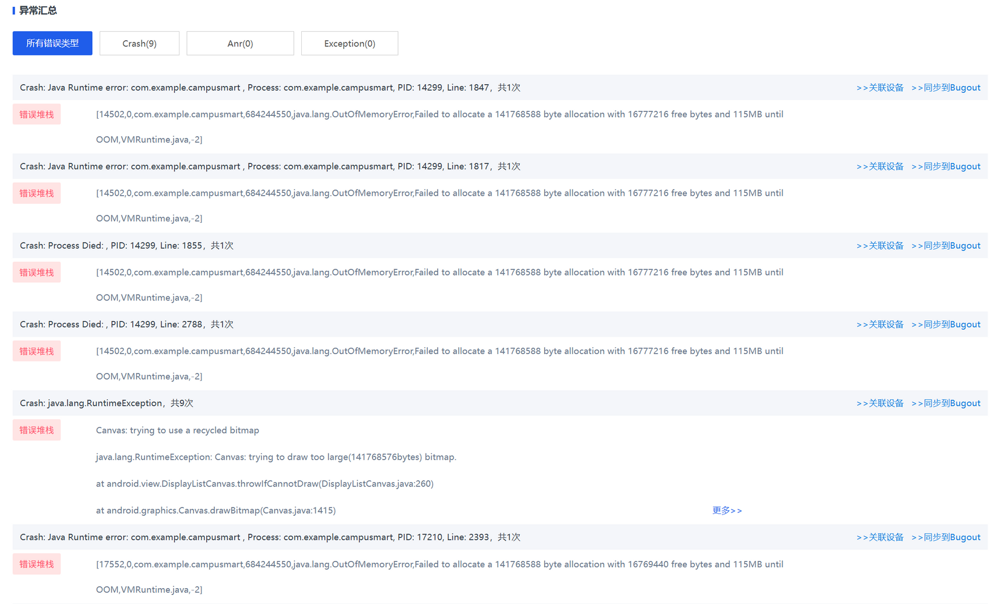 异常汇总
所有错误类型
Crash(9)
Anr(0)
Exception(0)
Crash: Java Runtime error: com.example.campusmart , Process: com.example.campusmart, PID: 14299, Line: 1847，共1次
>>关联设备 >>同步到Bugout
错误堆栈
[14502,0,com.example.campusmart,684244550,java.lang.OutOfMemoryError,Failed to allocate a 141768588 byte allocation with 16777216 free bytes and 115MB until
OOM,VMRuntime.java,-2]
Crash: Java Runtime error: com.example.campusmart , Process: com.example.campusmart, PID: 14299, Line: 1817，共1次
>>关联设备 >>同步到Bugout
错误堆栈
[14502,0,com.example.campusmart,684244550,java.lang.OutOfMemoryError,Failed to allocate a 141768588 byte allocation with 16777216 free bytes and 115MB until
OOM,VMRuntime.java,-2]
Crash: Process Died: , PID: 14299, Line: 1855，共1次
>>关联设备 >>同步到Bugout
错误堆栈
[14502,0,com.example.campusmart,684244550,java.lang.OutOfMemoryError,Failed to allocate a 141768588 byte allocation with 16777216 free bytes and 115MB until
OOM,VMRuntime.java,-2]
Crash: Process Died: , PID: 14299, Line: 2788，共1次
>>关联设备 >>同步到Bugout
错误堆栈
[14502,0,com.example.campusmart,684244550,java.lang.OutOfMemoryError,Failed to allocate a 141768588 byte allocation with 16777216 free bytes and 115MB until
OOM,VMRuntime.java,-2]
Crash: java.lang.RuntimeException，共9次
>>关联设备 >>同步到Bugout
错误堆栈
Canvas: trying to use a recycled bitmap
java.lang.RuntimeException: Canvas: trying to draw too large(141768576bytes) bitmap.
at android.view.DisplayListCanvas.throwIfCannotDraw(DisplayListCanvas.java:260)
at android.graphics.Canvas.drawBitmap(Canvas.java:1415)
更多>>
Crash: Java Runtime error: com.example.campusmart , Process: com.example.campusmart, PID: 17210, Line: 2393，共1次
>>关联设备 >>同步到Bugout
错误堆栈
[17552,0,com.example.campusmart,684244550,java.lang.OutOfMemoryError,Failed to allocate a 141768588 byte allocation with 16769440 free bytes and 115MB until
OOM,VMRuntime.java,-2]